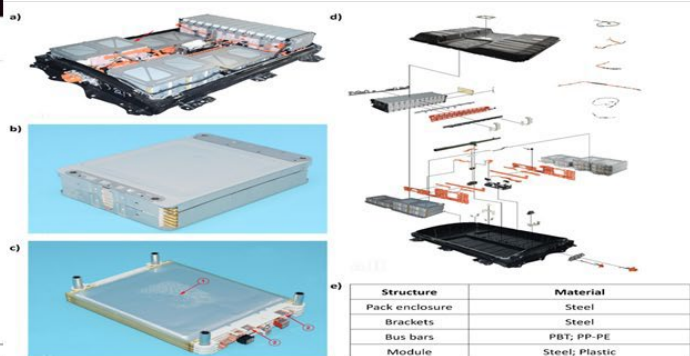 a)
d)
b)
c)
e)
Structure Material
Pack enclosure Steel
Brackets Steel
Bus bars PBT; PP-PE
Module Steel; Plastic